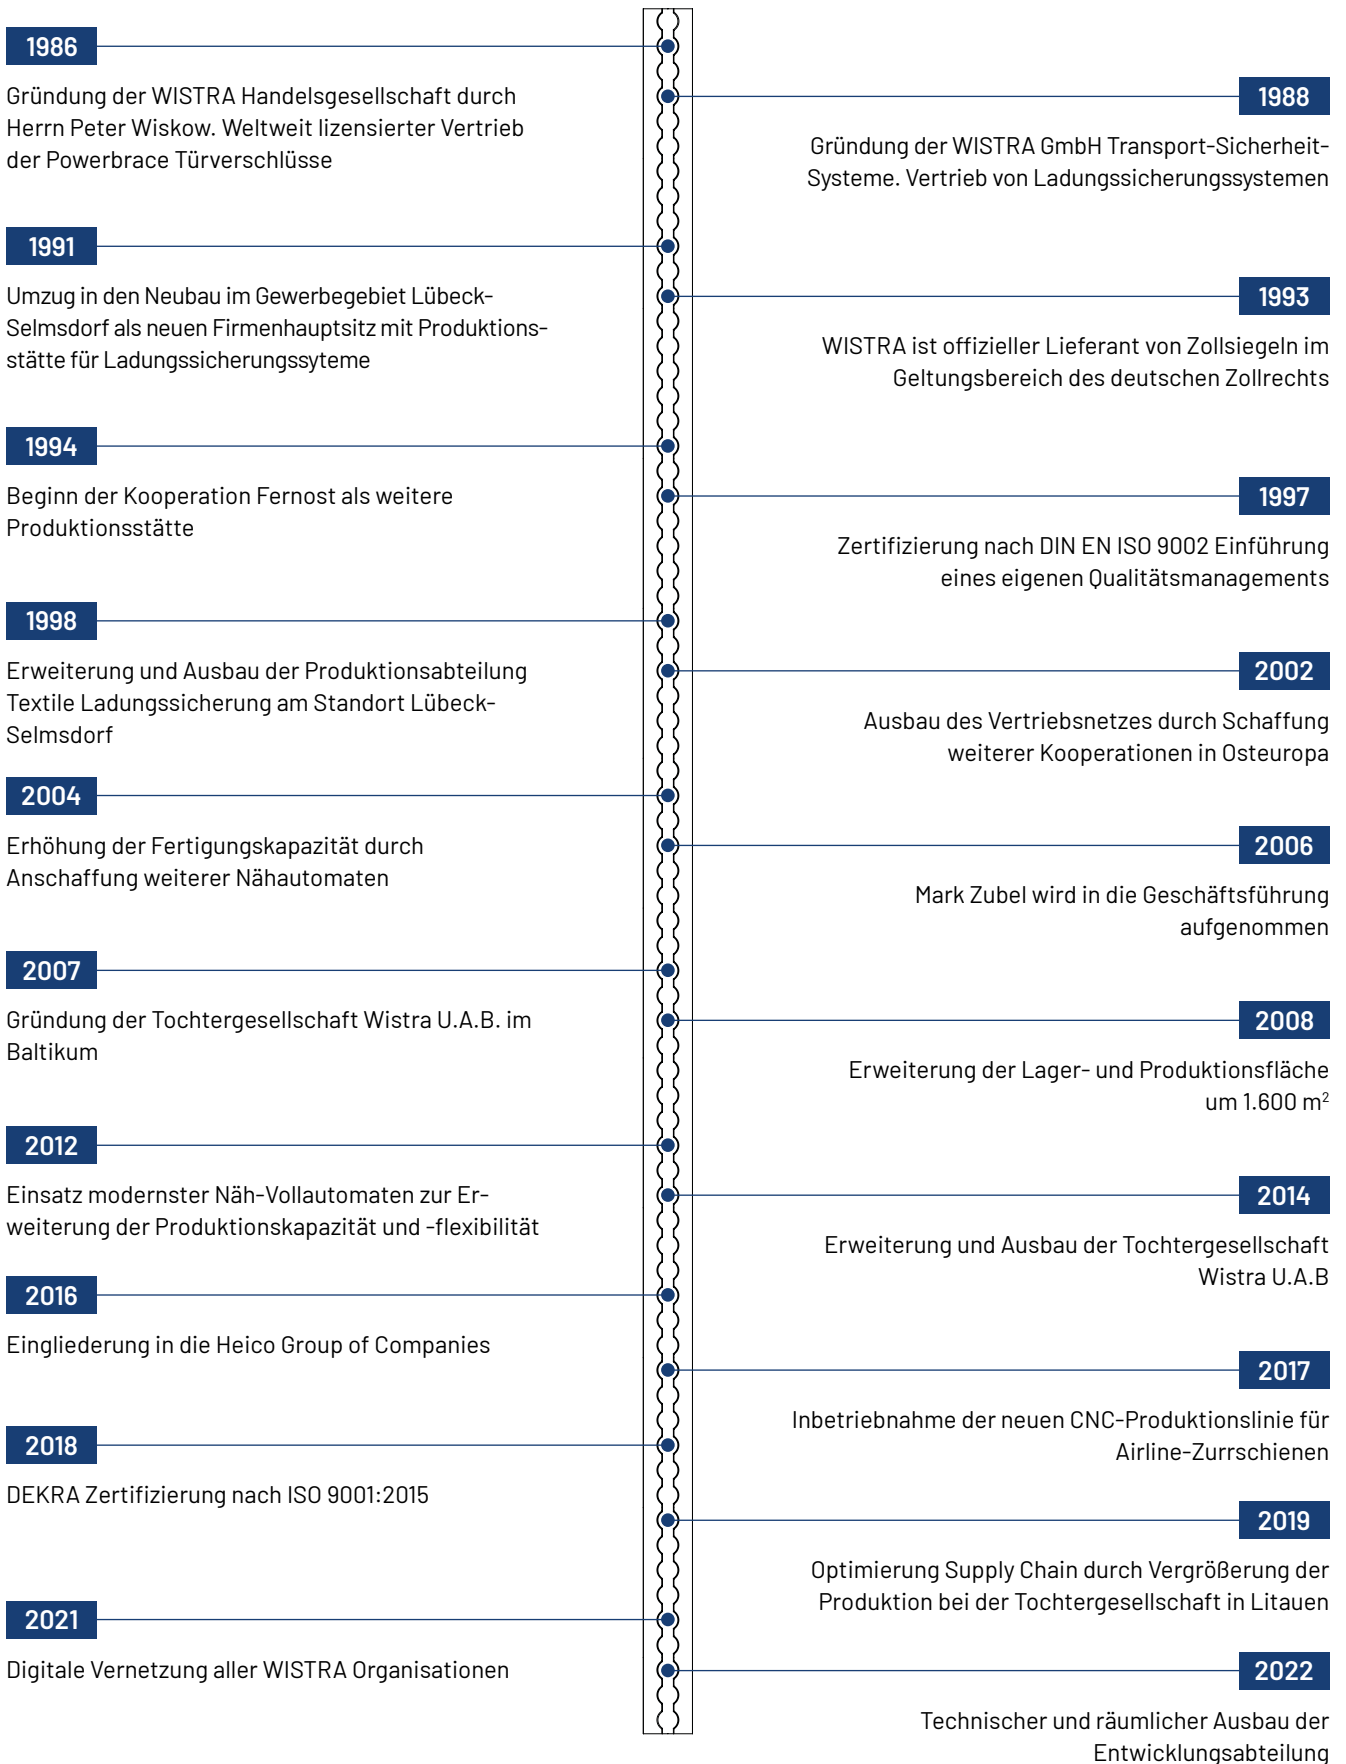 1986
Gründung der WISTRA Handelsgesellschaft durch
Herrn Peter Wiskow. Weltweit lizensierter Vertrieb
der Powerbrace Türverschlüsse
1988
Gründung der WISTRA GmbH Transport-Sicherheit-
Systeme. Vertrieb von Ladungssicherungssystemen
1991
Umzug in den Neubau im Gewerbegebiet Lübeck-
Selmsdorf als neuen Firmenhauptsitz mit Produktions-
stätte für Ladungssicherungssyteme
1993
WISTRA ist offizieller Lieferant von Zollsiegeln im
Geltungsbereich des deutschen Zollrechts
1994
Beginn der Kooperation Fernost als weitere
Produktionsstätte
1997
Zertifizierung nach DIN EN ISO 9002 Einführung
eines eigenen Qualitätsmanagements
1998
Erweiterung und Ausbau der Produktionsabteilung
Textile Ladungssicherung am Standort Lübeck-
Selmsdorf
2002
Ausbau des Vertriebsnetzes durch Schaffung
weiterer Kooperationen in Osteuropa
2004
Erhöhung der Fertigungskapazität durch
Anschaffung weiterer Nähautomaten
2006
Mark Zubel wird in die Geschäftsführung
aufgenommen
2007
Gründung der Tochtergesellschaft Wistra U.A.B. im
Baltikum
2008
Erweiterung der Lager- und Produktionsfläche
um 1.600 m²
2012
Einsatz modernster Näh-Vollautomaten zur Er-
weiterung der Produktionskapazität und -flexibilität
2014
Erweiterung und Ausbau der Tochtergesellschaft
Wistra U.A.B
2016
Eingliederung in die Heico Group of Companies
2017
Inbetriebnahme der neuen CNC-Produktionslinie für
Airline-Zurrschienen
2018
DEKRA Zertifizierung nach ISO 9001:2015
2019
Optimierung Supply Chain durch Vergrößerung der
Produktion bei der Tochtergesellschaft in Litauen
2021
Digitale Vernetzung aller WISTRA Organisationen
2022
Technischer und räumlicher Ausbau der
Entwicklungsabteilung